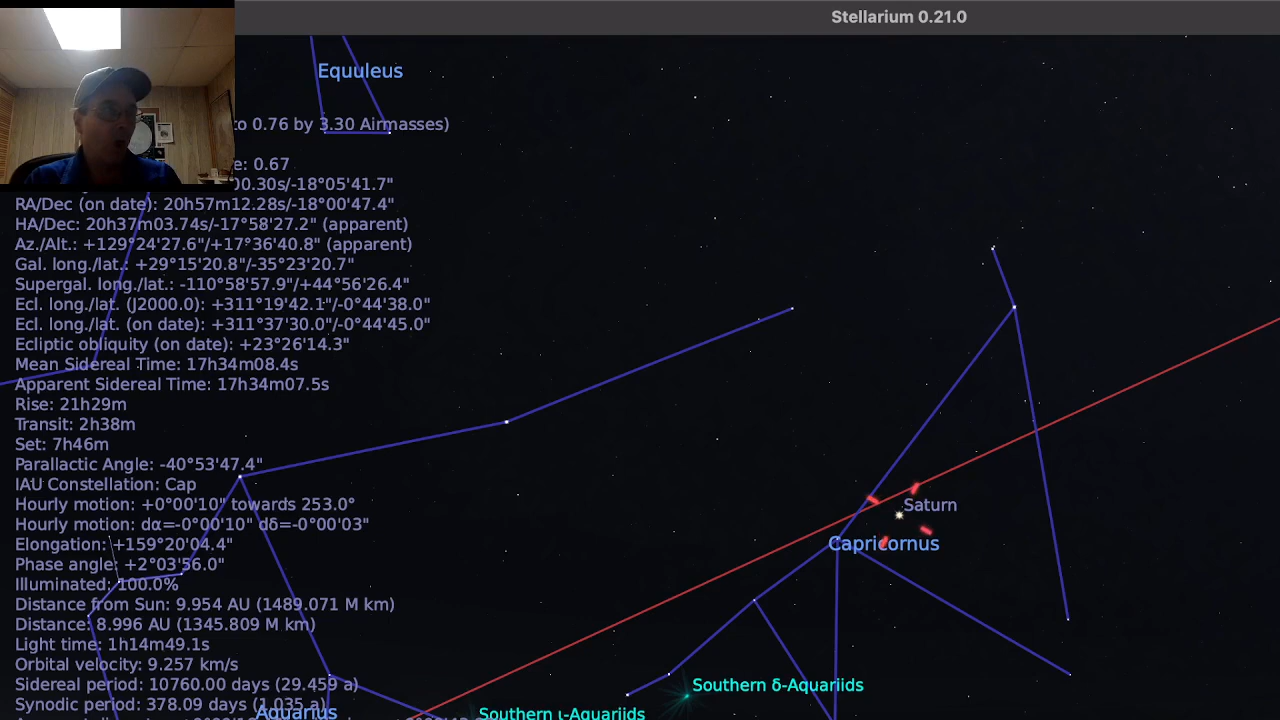 Stellarium 0.21.0
Equuleus
to 0.76 by 3.30 Airmasses)
e: 0.67
00.30s/-18°05'41.7"
RA/Dec (on date): 20h57m12.28s/-18°00'47.4"
HA/Dec: 20h37m03.74s/-17°58'27.2" (apparent)
Az./Alt.: +129°24'27.6"/+17°36'40.8" (apparent)
Gal. long./lat.: +29°15'20.8"/-35°23'20.7"
Supergal. long./lat.: -110°58'57.9"/+44°56'26.4"
Ecl. long./lat. (J2000.0): +311°19'42.1"/-0°44'38.0"
Ecl. long./lat. (on date): +311°37'30.0"/-0°44'45.0"
Ecliptic obliquity (on date): +23°26'14.3"
Mean Sidereal Time: 17h34m08.4s
Apparent Sidereal Time: 17h34m07.5s
Rise: 21h29m
Transit: 2h38m
Set: 7h46m
Parallactic Angle: -40°53'47.4"
IAU Constellation: Cap
Hourly motion: +0°00'10" towards 253.0°
Saturn
Hourly motion: dα=-0°00'10" dδ=-0°00'03"
Elongation: +159°20'04.4"
Capricornus
Phase angle: +2°03'56.0"
Illuminated: 100.0%
Distance from Sun: 9.954 AU (1489.071 M km)
Distance: 8.996 AU (1345.809 M km)
Light time: 1h14m49.1s
Orbital velocity: 9.257 km/s
Sidereal period: 10760.00 days (29.459 a)
Southern δ-Aquariids
Synodic period: 378.09 days (1.035 a)
Aquarius
Southern ι-Aquariids